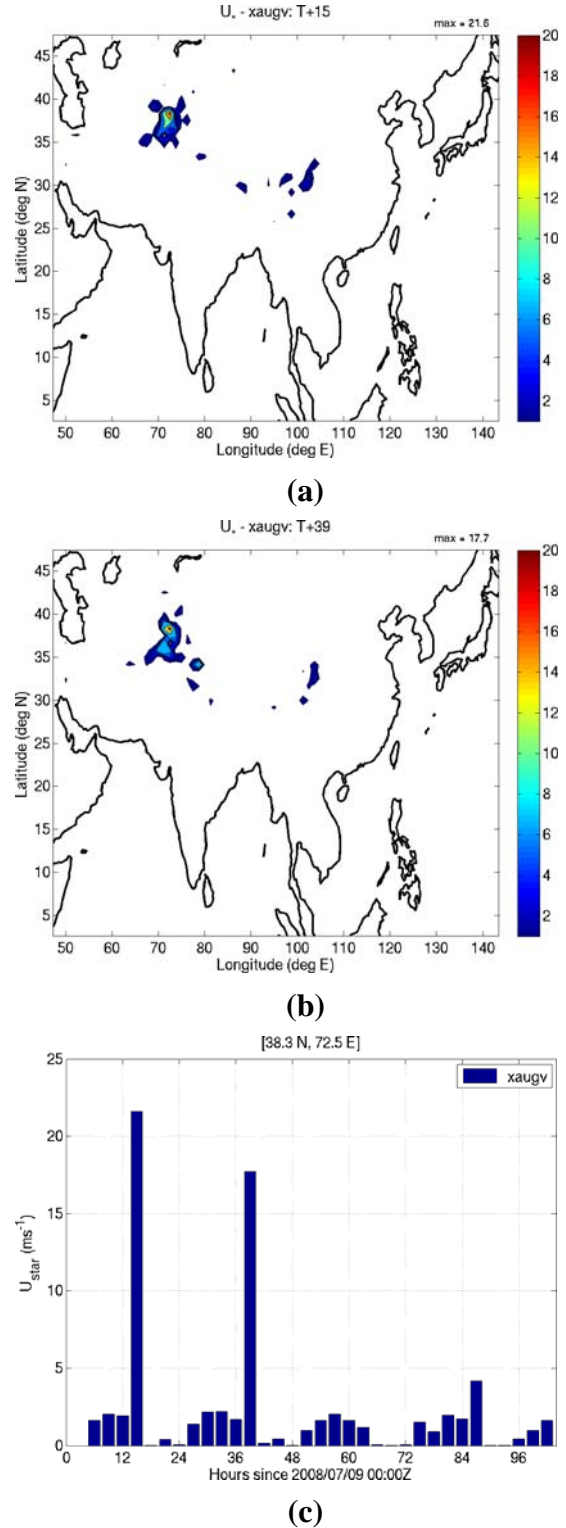 U* - xaugv: T+15
max = 21.6
Latitude (deg N)
45
40
35
30
25
20
15
10
5
50 60 70 80 90 100 110 120 130 140
Longitude (deg E)
20
18
16
14
12
10
8
6
4
2
(a)
U* - xaugv: T+39
max = 17.7
Latitude (deg N)
45
40
35
30
25
20
15
10
5
50 60 70 80 90 100 110 120 130 140
Longitude (deg E)
20
18
16
14
12
10
8
6
4
2
(b)
[38.3 N, 72.5 E]
xaugv
U_star (ms⁻¹)
25
20
15
10
5
0
0 12 24 36 48 60 72 84 96
Hours since 2008/07/09 00:00Z
(c)